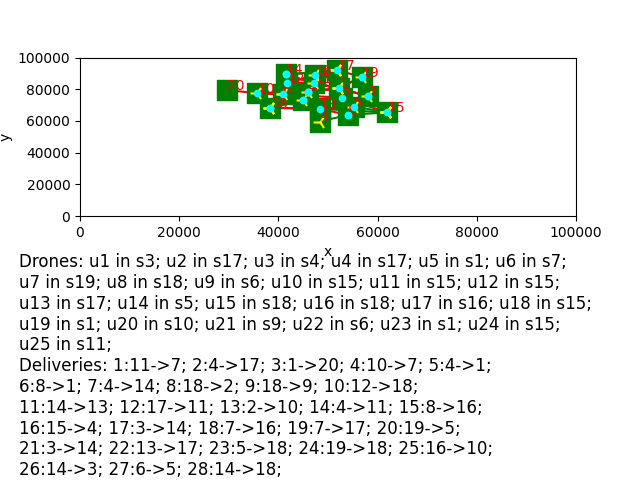 100000
80000
60000
40000
20000
0
y
0 20000 40000 60000 80000 100000
x
Drones: u1 in s3; u2 in s17; u3 in s4; u4 in s17; u5 in s1; u6 in s7;
u7 in s19; u8 in s18; u9 in s6; u10 in s15; u11 in s15; u12 in s15;
u13 in s17; u14 in s5; u15 in s18; u16 in s18; u17 in s16; u18 in s15;
u19 in s1; u20 in s10; u21 in s9; u22 in s6; u23 in s1; u24 in s15;
u25 in s11;
Deliveries: 1:11->7; 2:4->17; 3:1->20; 4:10->7; 5:4->1;
6:8->1; 7:4->14; 8:18->2; 9:18->9; 10:12->18;
11:14->13; 12:17->11; 13:2->10; 14:4->11; 15:8->16;
16:15->4; 17:3->14; 18:7->16; 19:7->17; 20:19->5;
21:3->14; 22:13->17; 23:5->18; 24:19->18; 25:16->10;
26:14->3; 27:6->5; 28:14->18;